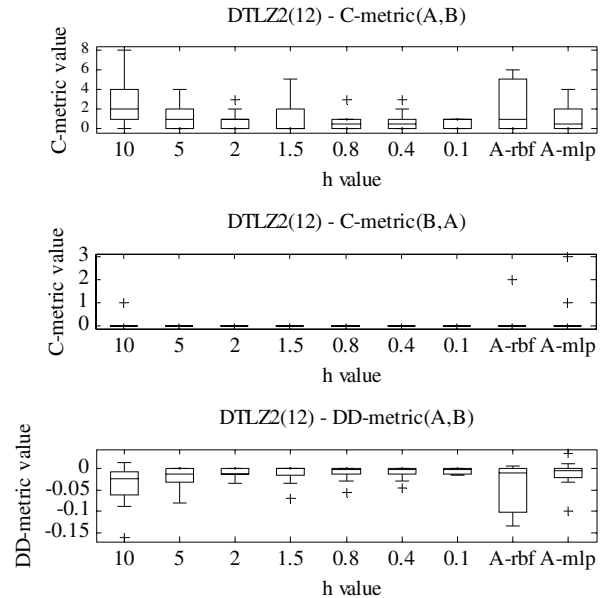 DTLZ2(12) - C-metric(A,B)
C-metric value
8
6
4
2
0
10 5 2 1.5 0.8 0.4 0.1 A-rbf A-mlp
h value
DTLZ2(12) - C-metric(B,A)
C-metric value
3
2
1
0
10 5 2 1.5 0.8 0.4 0.1 A-rbf A-mlp
h value
DTLZ2(12) - DD-metric(A,B)
DD-metric value
0
-0.05
-0.1
-0.15
10 5 2 1.5 0.8 0.4 0.1 A-rbf A-mlp
h value